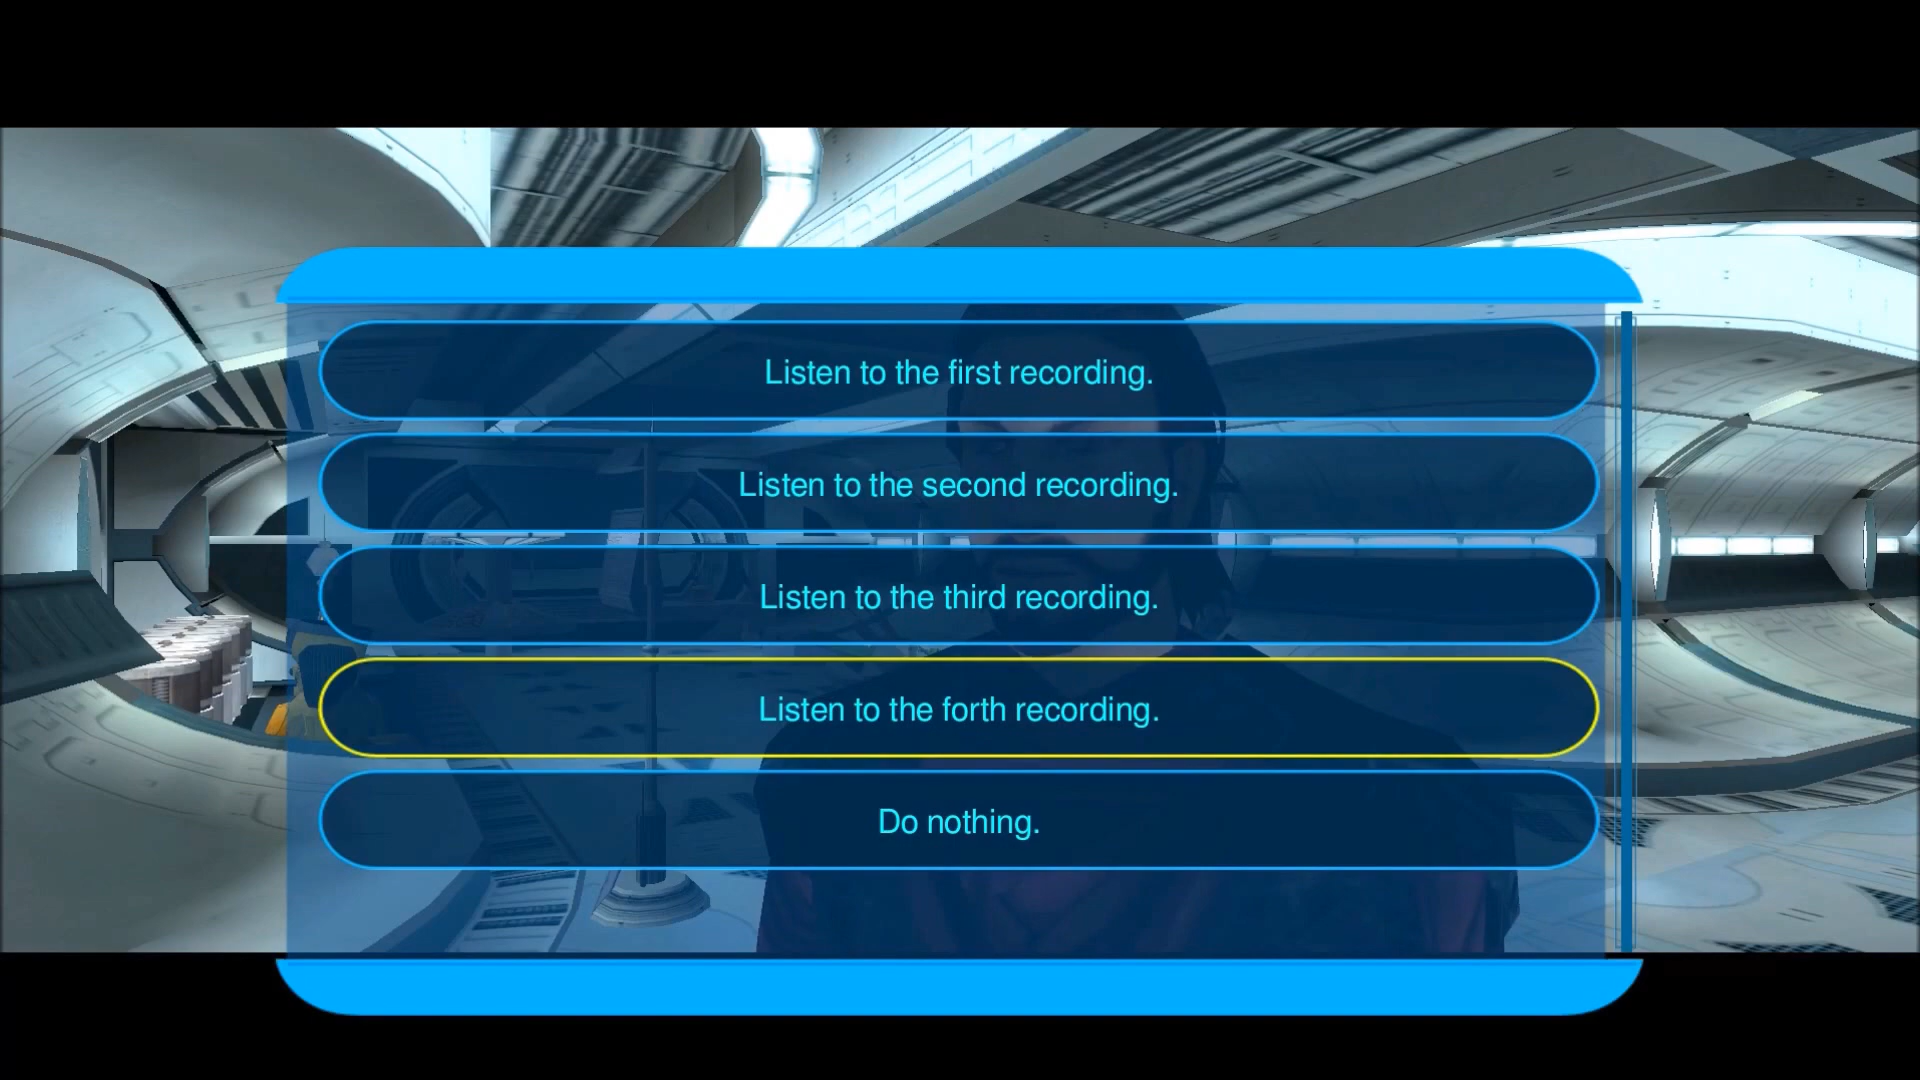 Listen to the first recording.
Listen to the second recording.
Listen to the third recording.
Listen to the forth recording.
Do nothing.